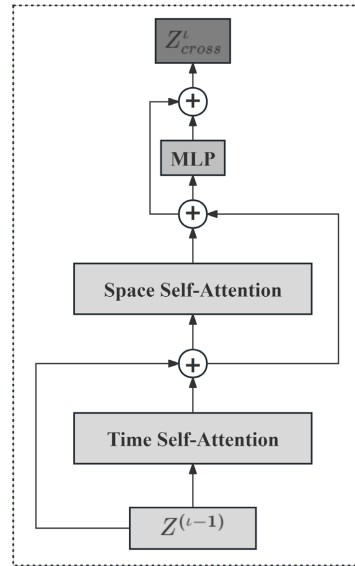 Z^ι_cross
+
MLP
+
Space Self-Attention
+
Time Self-Attention
Z^(ι−1)